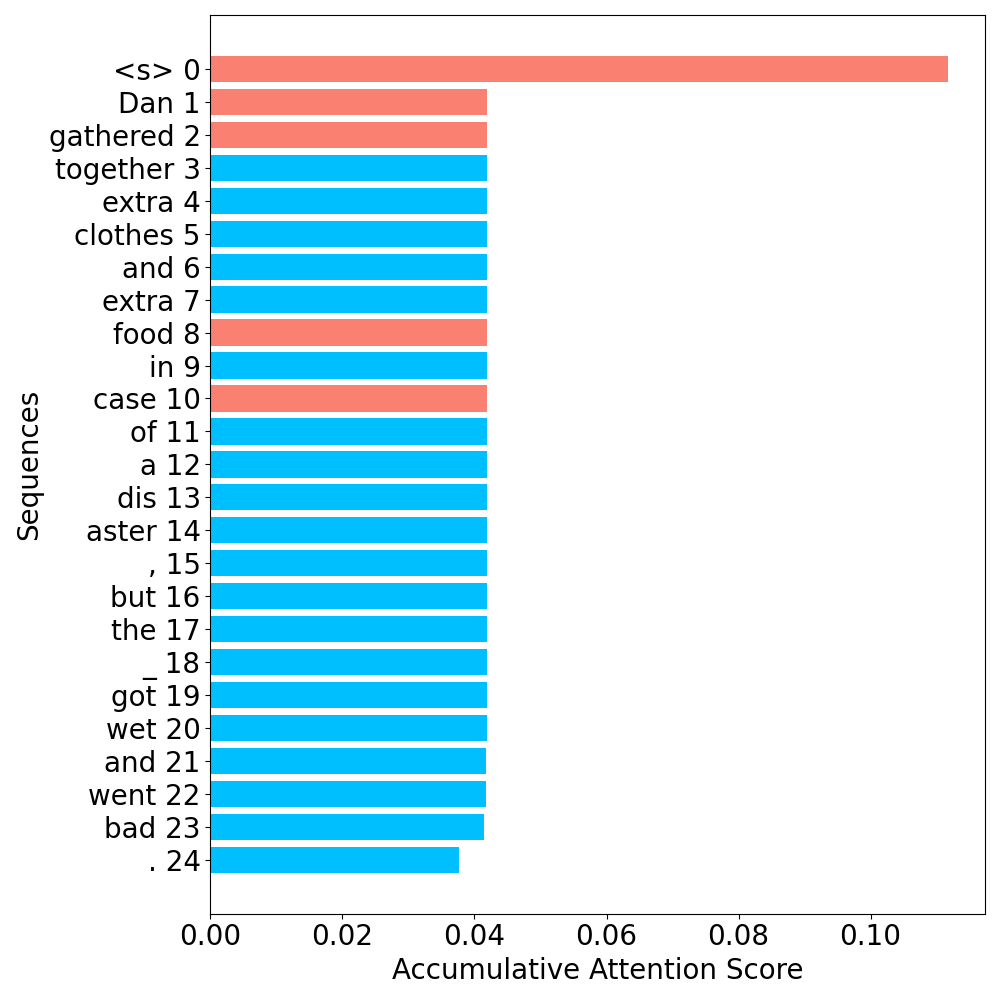 <s> 0
Dan 1
gathered 2
together 3
extra 4
clothes 5
and 6
extra 7
food 8
in 9
case 10
of 11
a 12
dis 13
aster 14
, 15
but 16
the 17
_ 18
got 19
wet 20
and 21
went 22
bad 23
. 24
Sequences
0.00 0.02 0.04 0.06 0.08 0.10
Accumulative Attention Score